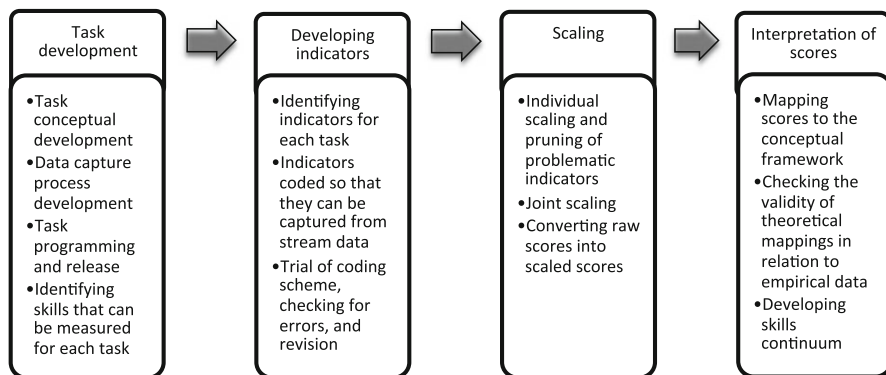 Task
development
•Task
conceptual
development
•Data capture
process
development
•Task
programming
and release
•Identifying
skills that can
be measured
for each task
Developing
indicators
•Identifying
indicators for
each task
•Indicators
coded so that
they can be
captured from
stream data
•Trial of coding
scheme,
checking for
errors, and
revision
Scaling
•Individual
scaling and
pruning of
problematic
indicators
•Joint scaling
•Converting raw
scores into
scaled scores
Interpretation of
scores
•Mapping
scores to the
conceptual
framework
•Checking the
validity of
theoretical
mappings in
relation to
empirical data
•Developing
skills
continuum